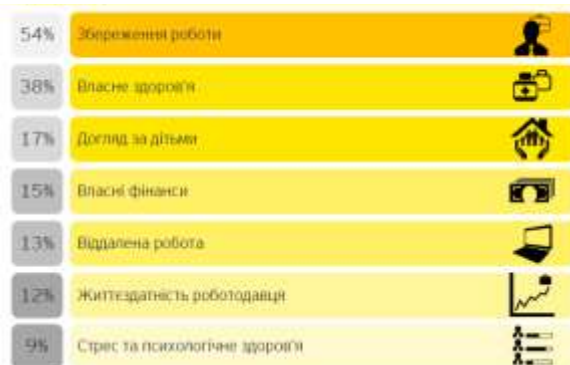 54% Збереження роботи
38% Власне здоров'я
17% Догляд за дітьми
15% Власні фінанси
13% Віддалена робота
12% Життєздатність роботодавця
9% Стрес та психологічне здоров'я